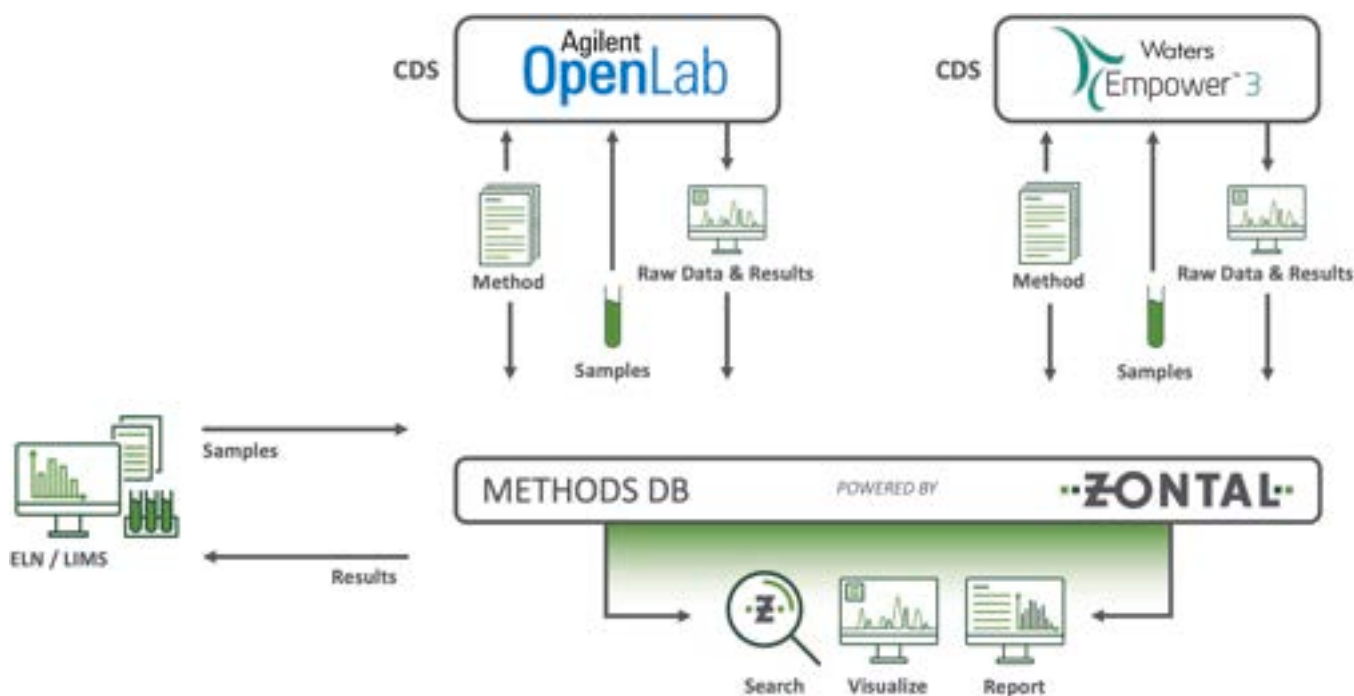 CDS
Agilent
OpenLab
CDS
Waters
Empower™ 3
Method
Raw Data & Results
Samples
Method
Raw Data & Results
Samples
Samples
ELN / LIMS
Results
METHODS DB
POWERED BY
ZONTAL
Z
Search
Visualize
Report